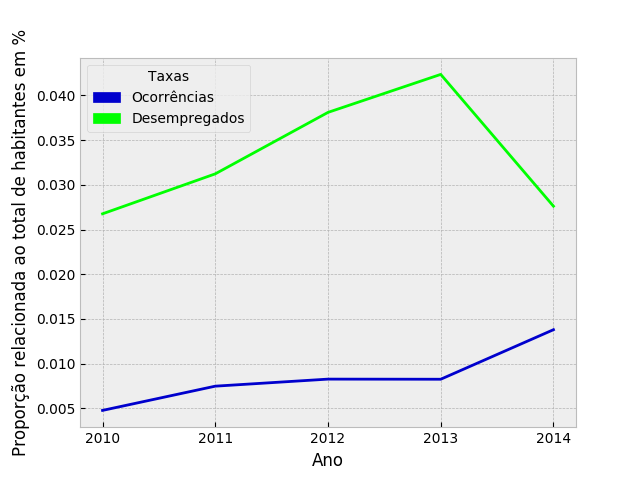 Proporção relacionada ao total de habitantes em %
Taxas
Ocorrências
Desempregados
0.040
0.035
0.030
0.025
0.020
0.015
0.010
0.005
2010 2011 2012 2013 2014
Ano